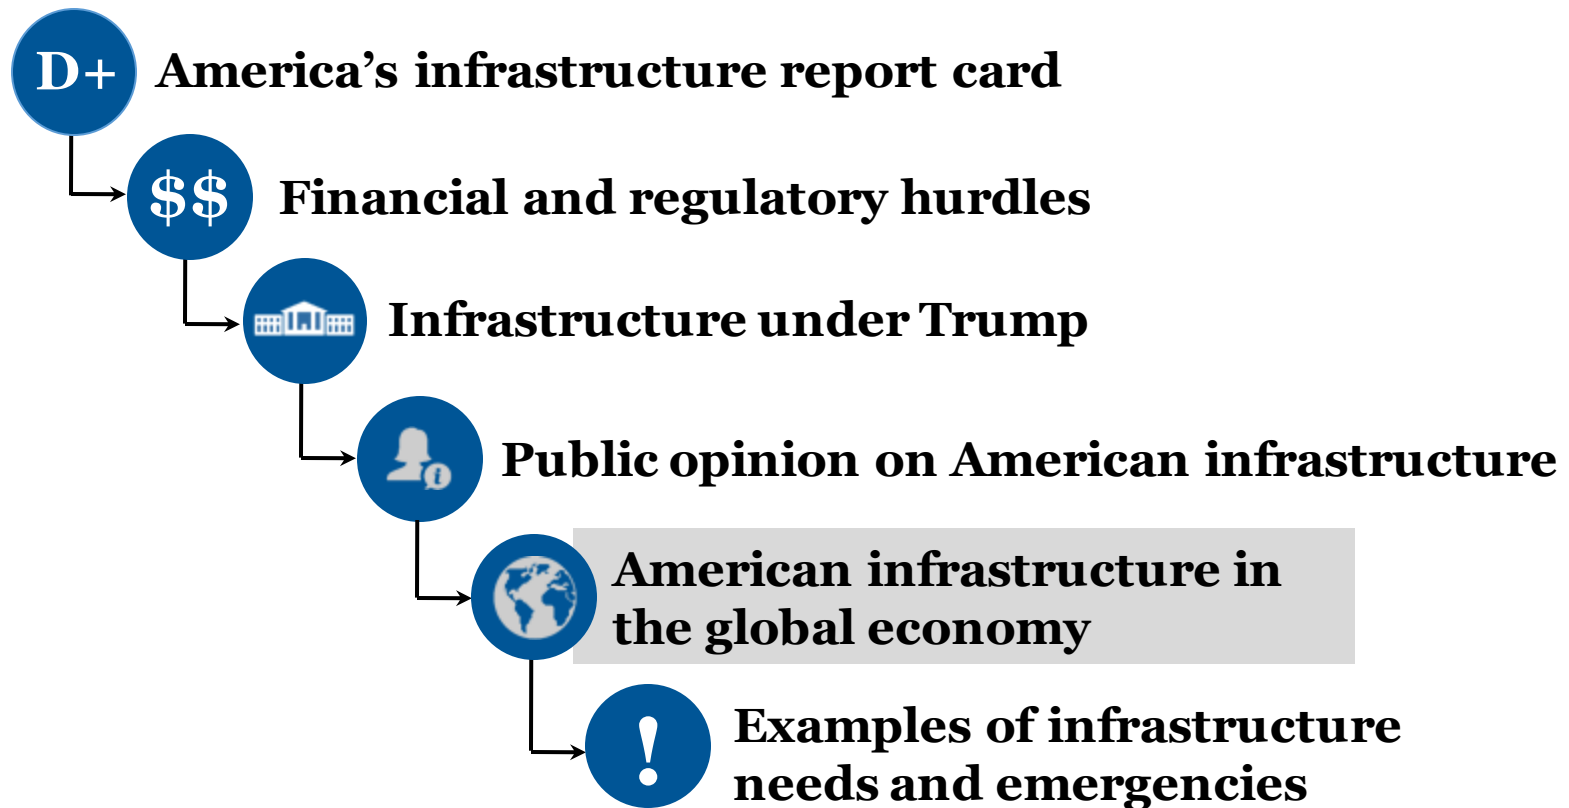 D+ America’s infrastructure report card
$$ Financial and regulatory hurdles
Infrastructure under Trump
i Public opinion on American infrastructure
American infrastructure in
the global economy
! Examples of infrastructure
needs and emergencies